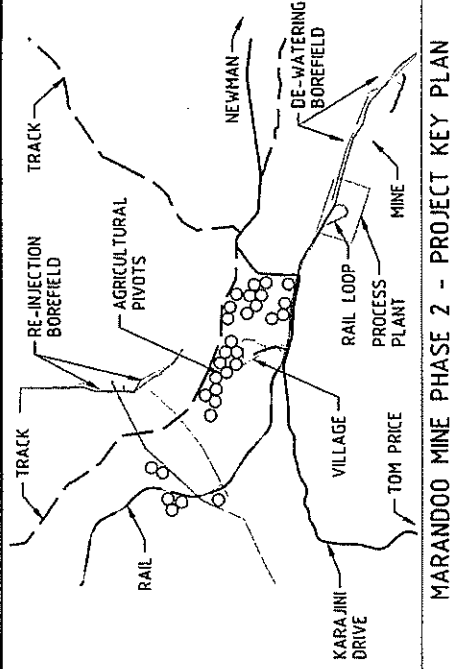 TRACK
RE-INJECTION
BOREFIELD
TRACK
AGRICULTURAL
PIVOTS
NEWMAN
DE-WATERING
BOREFIELD
RAIL
VILLAGE
RAIL LOOP
PROCESS
PLANT
MINE
KARAJINI
DRIVE
TOM PRICE
MARANDOO MINE PHASE 2 - PROJECT KEY PLAN